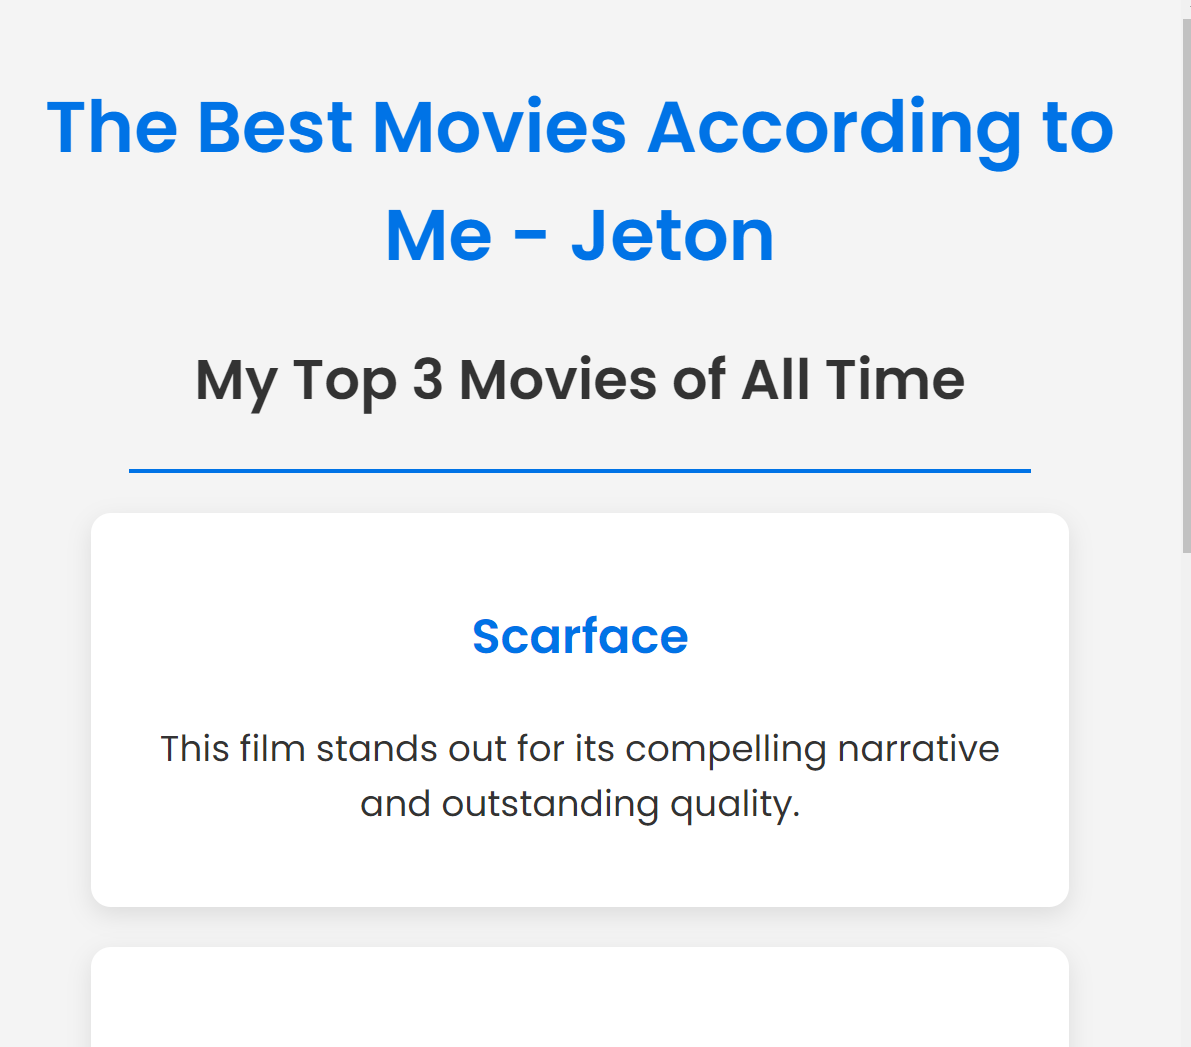 The Best Movies According to
Me - Jeton
My Top 3 Movies of All Time
Scarface
This film stands out for its compelling narrative
and outstanding quality.